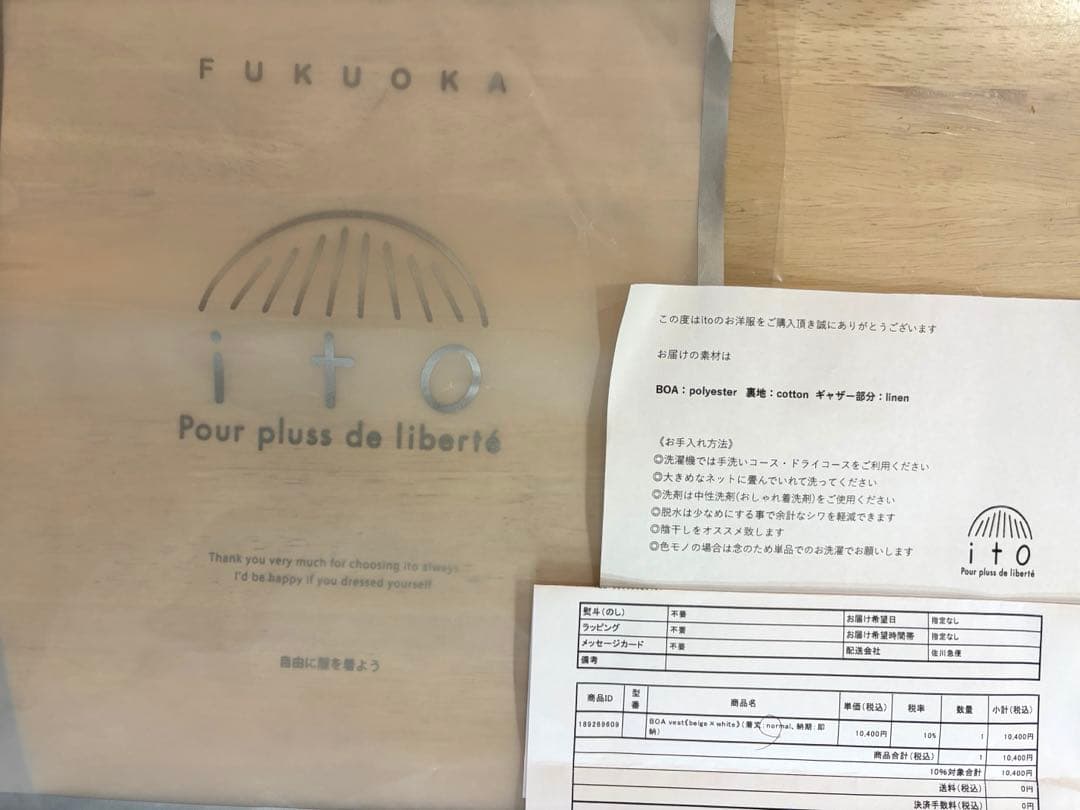 FUKUOKA
ito
Pour pluss de liberté
Thank you very much for choosing ito always
I'd be happy if you dressed yourself
自由に服を着よう
この度はitoのお洋服をご購入頂き誠にありがとうございます
お届けの素材は
BOA：polyester 裏地：cotton ギャザー部分：linen
《お手入れ方法》
◎洗濯機では手洗いコース・ドライコースをご利用ください
◎大きめなネットに畳んでいれて洗ってください
◎洗剤は中性洗剤(おしゃれ着洗剤)をご使用ください
◎脱水は少なめにする事で余計なシワを軽減できます
◎陰干しをオススメ致します
◎色モノの場合は念のため単品でのお洗濯でお願いします
ito
Pour pluss de liberté
熨斗(のし) 不要 お届け希望日 指定なし
ラッピング 不要 お届け希望時間帯 指定なし
メッセージカード 不要 配送会社 佐川急便
備考
商品ID 型番 商品名 単価(税込) 税率 数量 小計(税込)
189269609 BOA vest《beige×white》(着丈:normal、納期:即納) 10,400円 10% 1 10,400円
商品合計(税込) 1 10,400円
10%対象合計 10,400円
送料(税込) 0円
決済手数料(税込) 0円